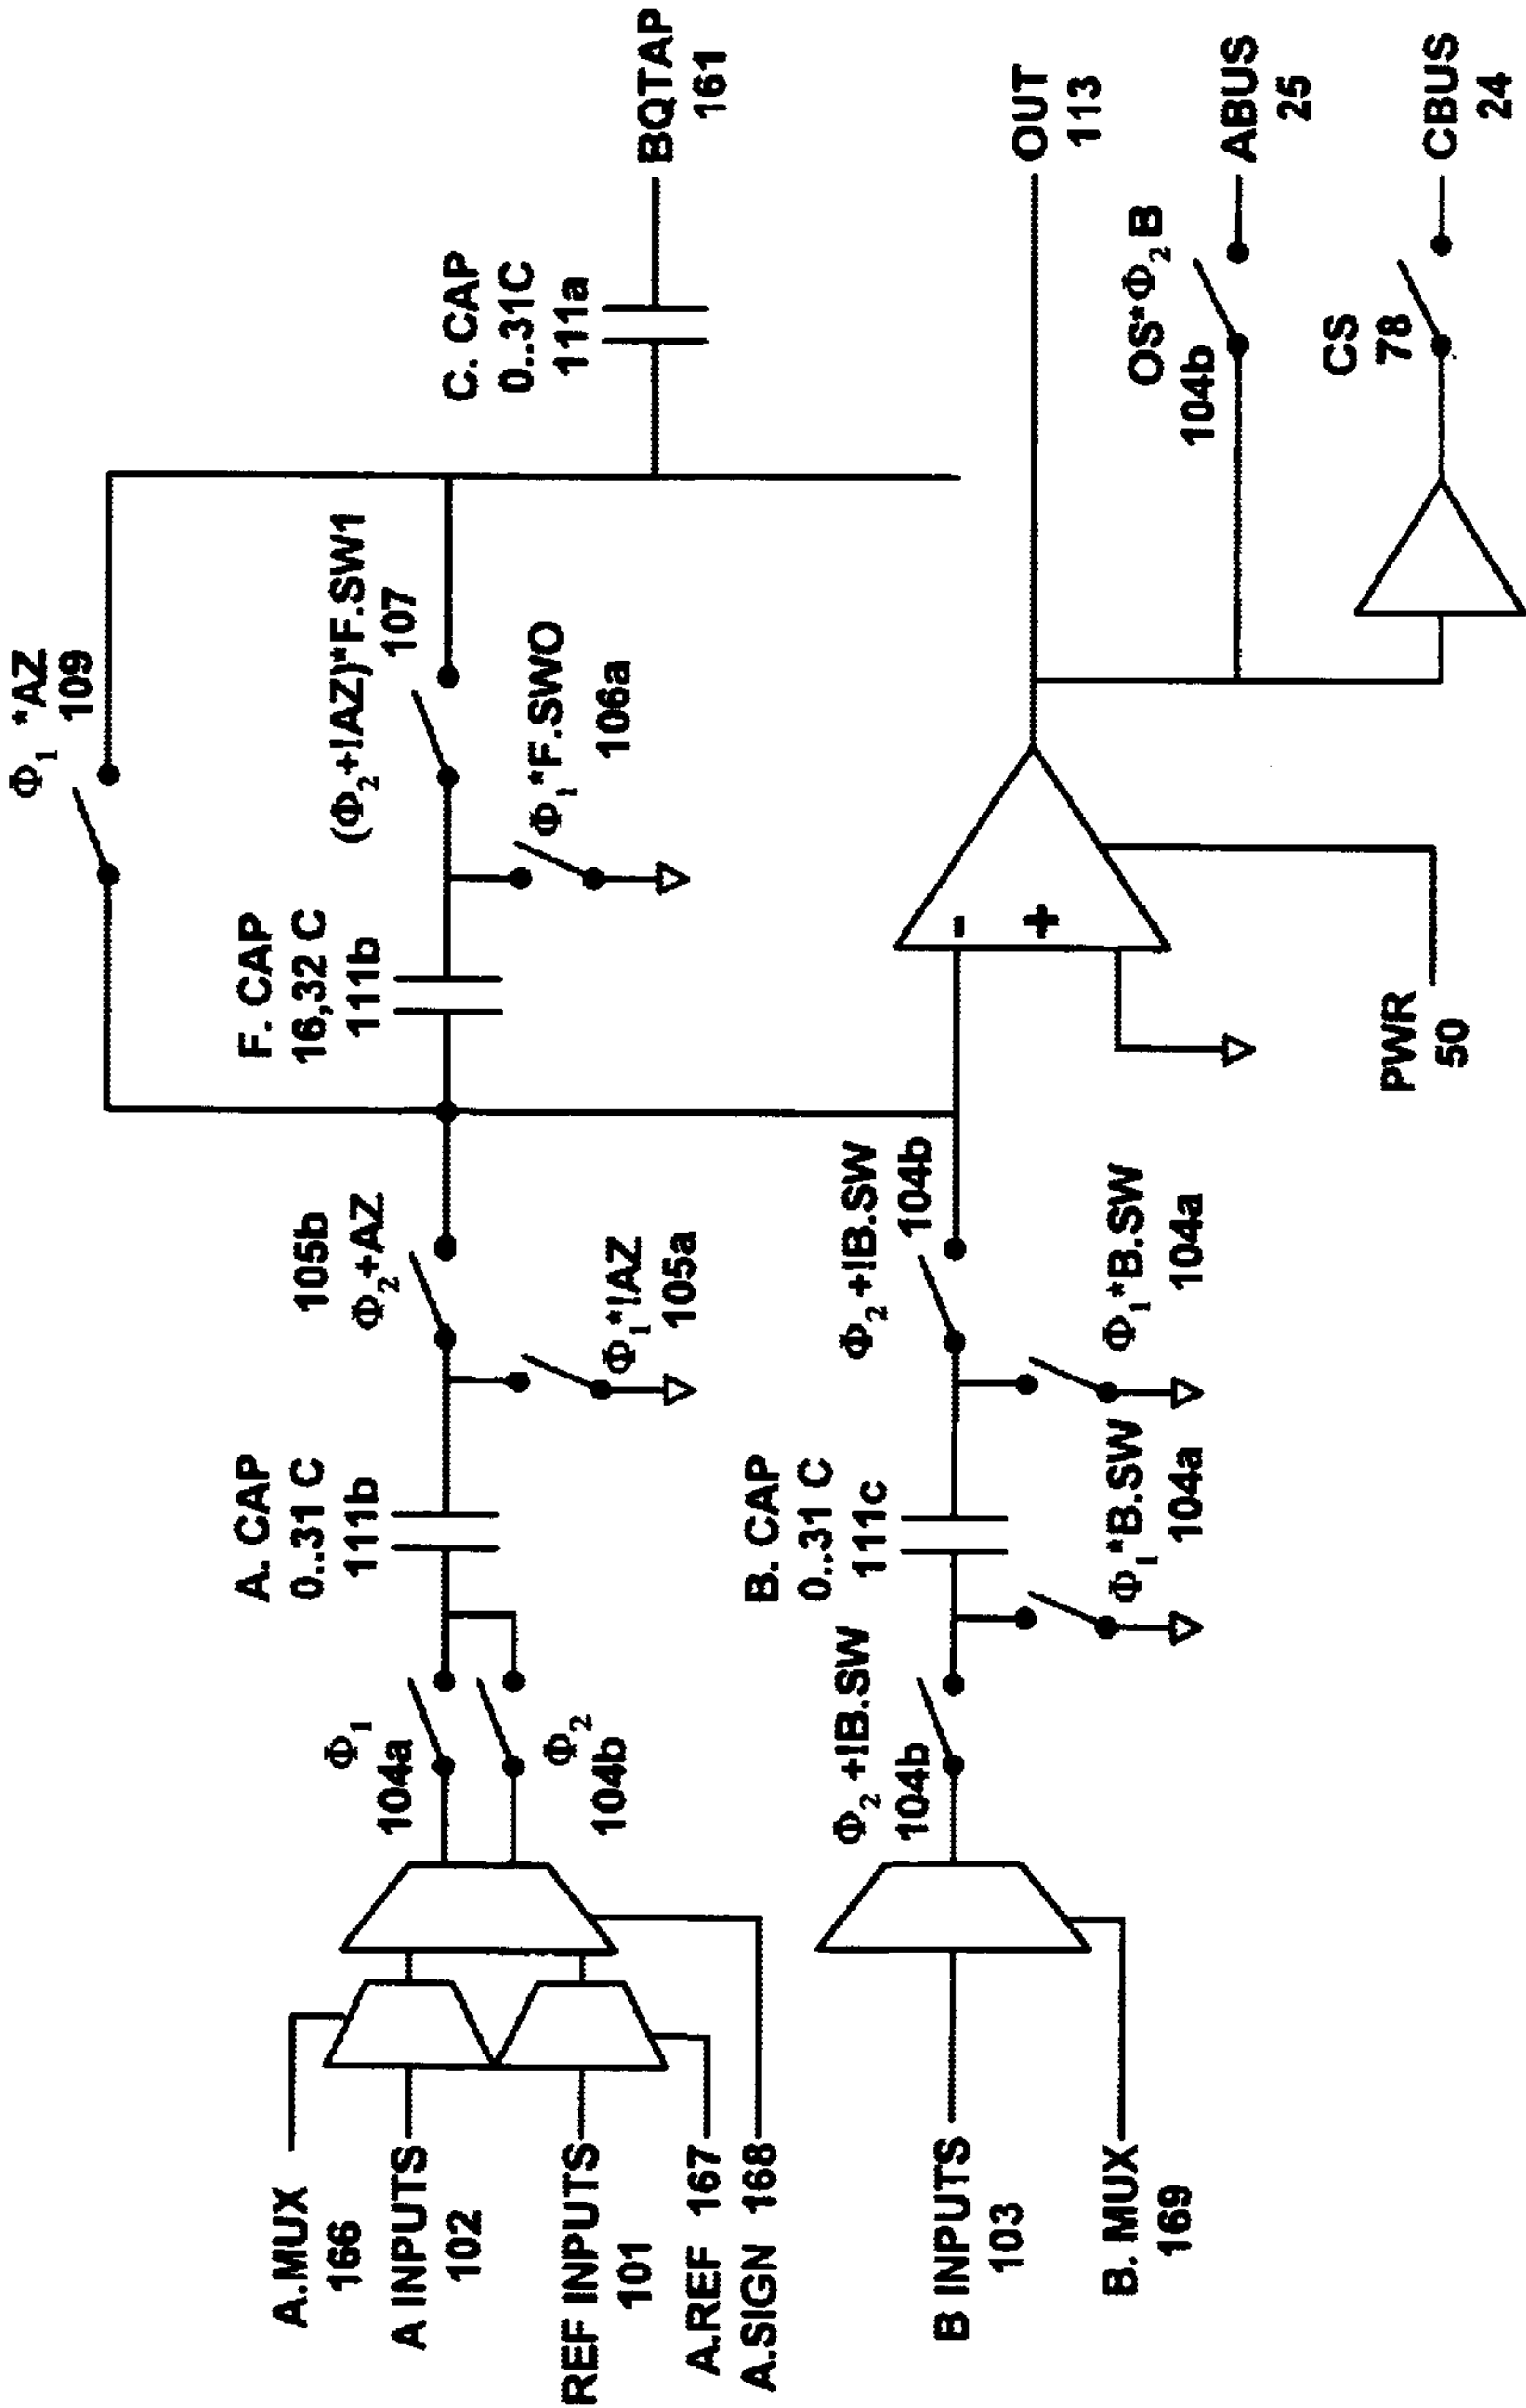 Φ1 *AZ
109
(Φ2+!AZ)*F.SW1
107
F. CAP
16,32 C
111b
Φ1*F.SWO
106a
C. CAP
0..31C
111a
BQTAP
161
A.MUX
166
A INPUTS
102
REF INPUTS
101
A.REF 167
A.SIGN 168
Φ1
104a
Φ2
104b
A. CAP
0..31 C
111b
105b
Φ2+AZ
Φ1*!AZ
105a
B INPUTS
103
B. MUX
169
Φ2 +!B.SW
104b
B. CAP
0..31 C
111c
Φ1*B.SW
104a
Φ2 +!B.SW
104b
Φ1*B.SW
104a
-
+
PWR
50
OUT
113
OS*Φ2B
104b
ABUS
25
CS
78
CBUS
24